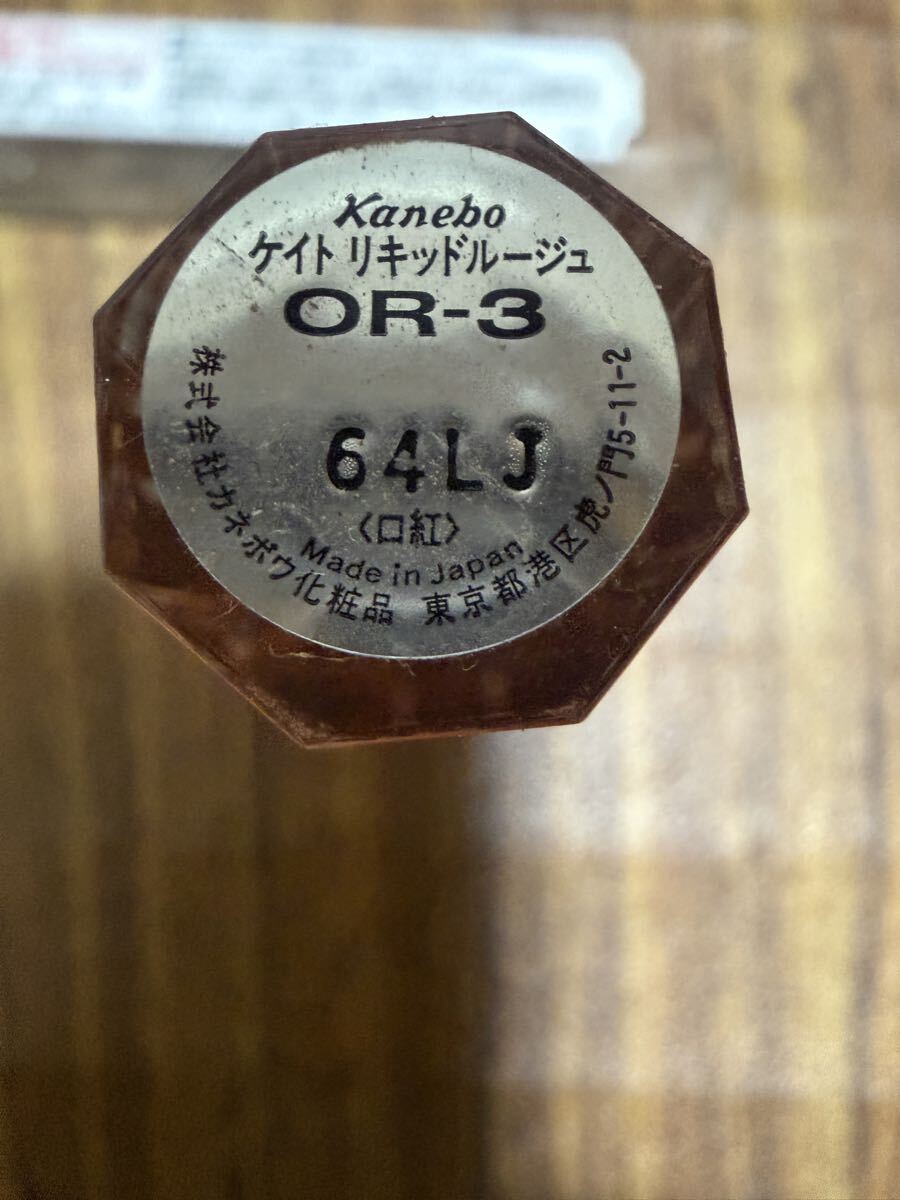 Kanebo
ケイト リキッドルージュ
OR-3
64LJ
〈口紅〉
Made in Japan
株式会社カネボウ化粧品 東京都港区虎ノ門5-11-2